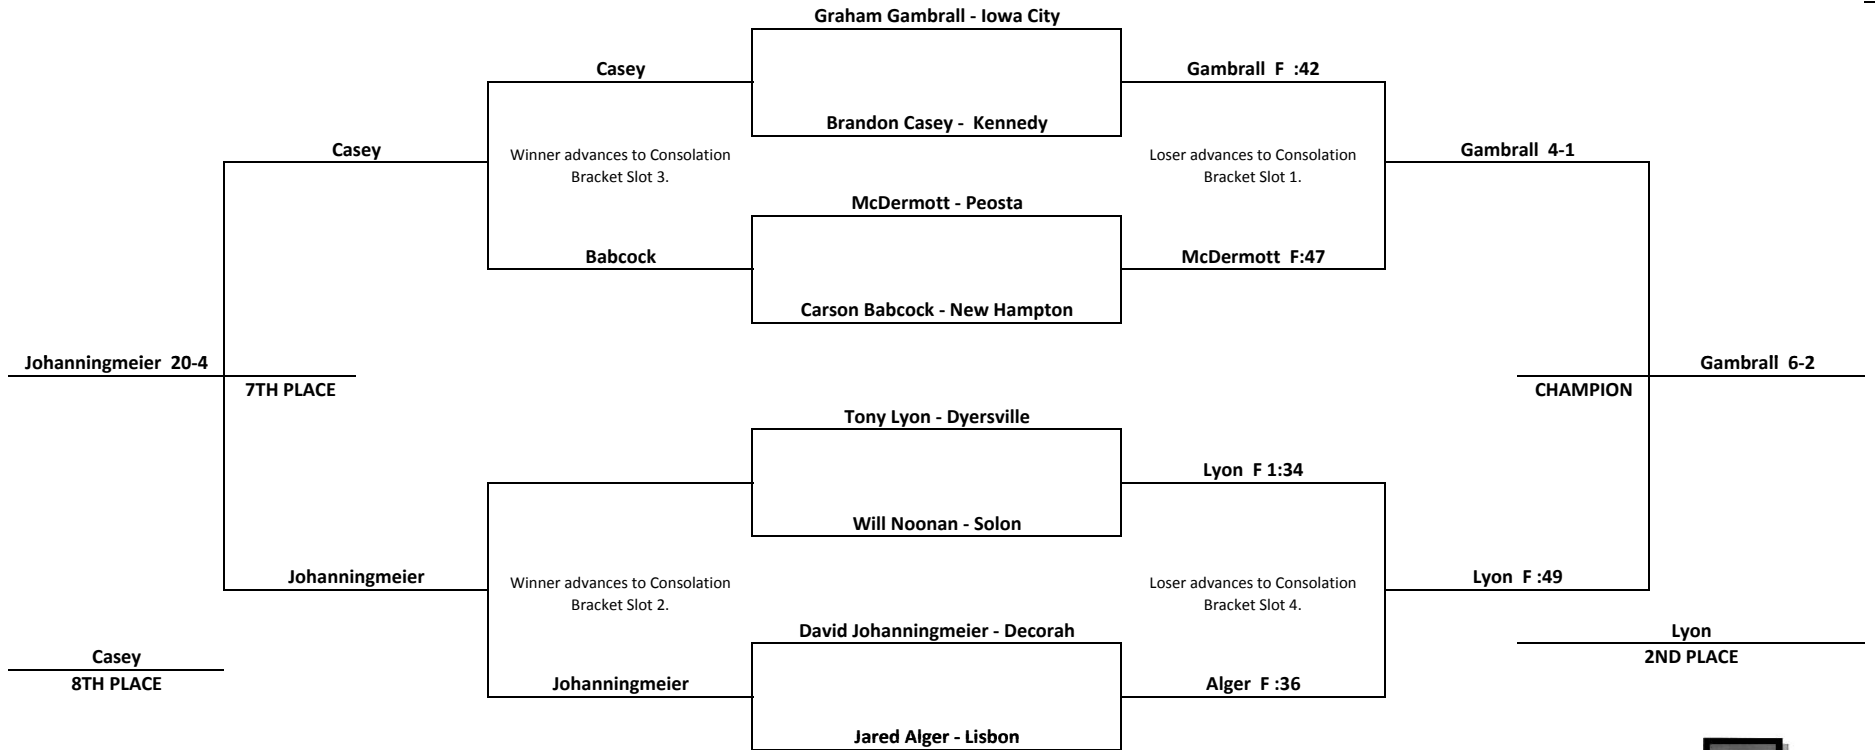 Graham Gambrall - Iowa City
Casey
Gambrall  F  :42
Brandon Casey -  Kennedy
Casey
Winner advances to Consolation
Bracket Slot 3.
Loser advances to Consolation
Bracket Slot 1.
Gambrall  4-1
McDermott - Peosta
Babcock
McDermott  F:47
Carson Babcock - New Hampton
Johanningmeier  20-4
7TH PLACE
CHAMPION
Gambrall  6-2
Tony Lyon - Dyersville
Lyon  F 1:34
Will Noonan - Solon
Johanningmeier
Winner advances to Consolation
Bracket Slot 2.
Loser advances to Consolation
Bracket Slot 4.
Lyon  F :49
David Johanningmeier - Decorah
Lyon
2ND PLACE
Casey
8TH PLACE
Johanningmeier
Alger  F :36
Jared Alger - Lisbon